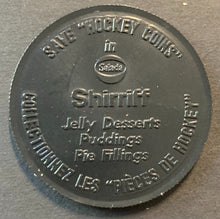 SAVE "HOCKEY COINS"
in
Salada
Shirriff
Jelly Desserts
Puddings
Pie Fillings
COLLECTIONNEZ LES "PIÈCES DE HOCKEY"